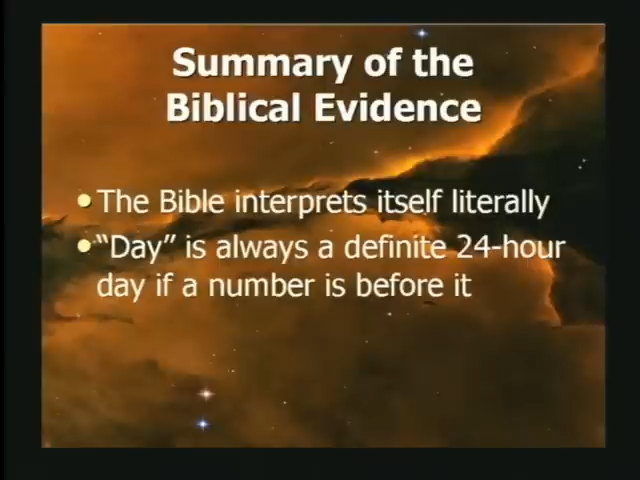 Summary of the
Biblical Evidence
• The Bible interprets itself literally
• “Day” is always a definite 24-hour
day if a number is before it